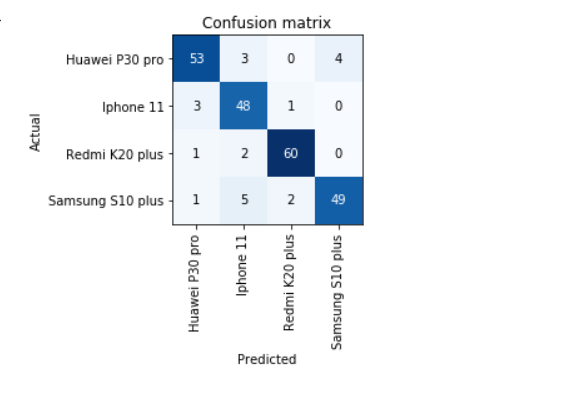 Confusion matrix
Huawei P30 pro 53 3 0 4
Iphone 11 3 48 1 0
Redmi K20 plus 1 2 60 0
Samsung S10 plus 1 5 2 49
Actual
Huawei P30 pro
Iphone 11
Redmi K20 plus
Samsung S10 plus
Predicted